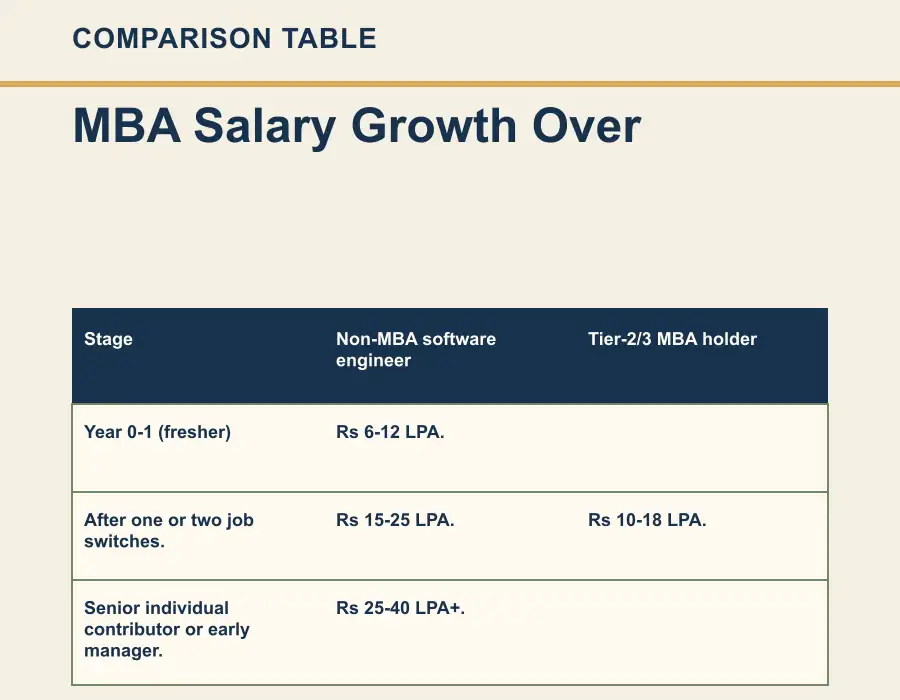 COMPARISON TABLE
MBA Salary Growth Over
Stage
Non-MBA software
engineer
Tier-2/3 MBA holder
Year 0-1 (fresher)
Rs 6-12 LPA.
After one or two job
switches.
Rs 15-25 LPA.
Rs 10-18 LPA.
Senior individual
contributor or early
manager.
Rs 25-40 LPA+.